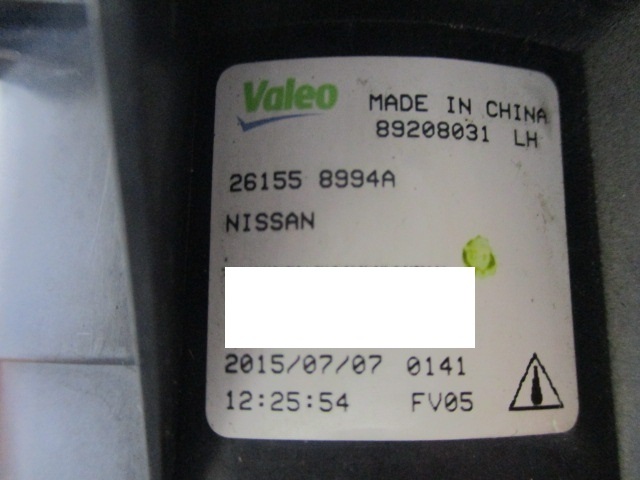 Valeo
MADE IN CHINA
89208031 LH
26155 8994A
NISSAN
2015/07/07 0141
12:25:54 FV05